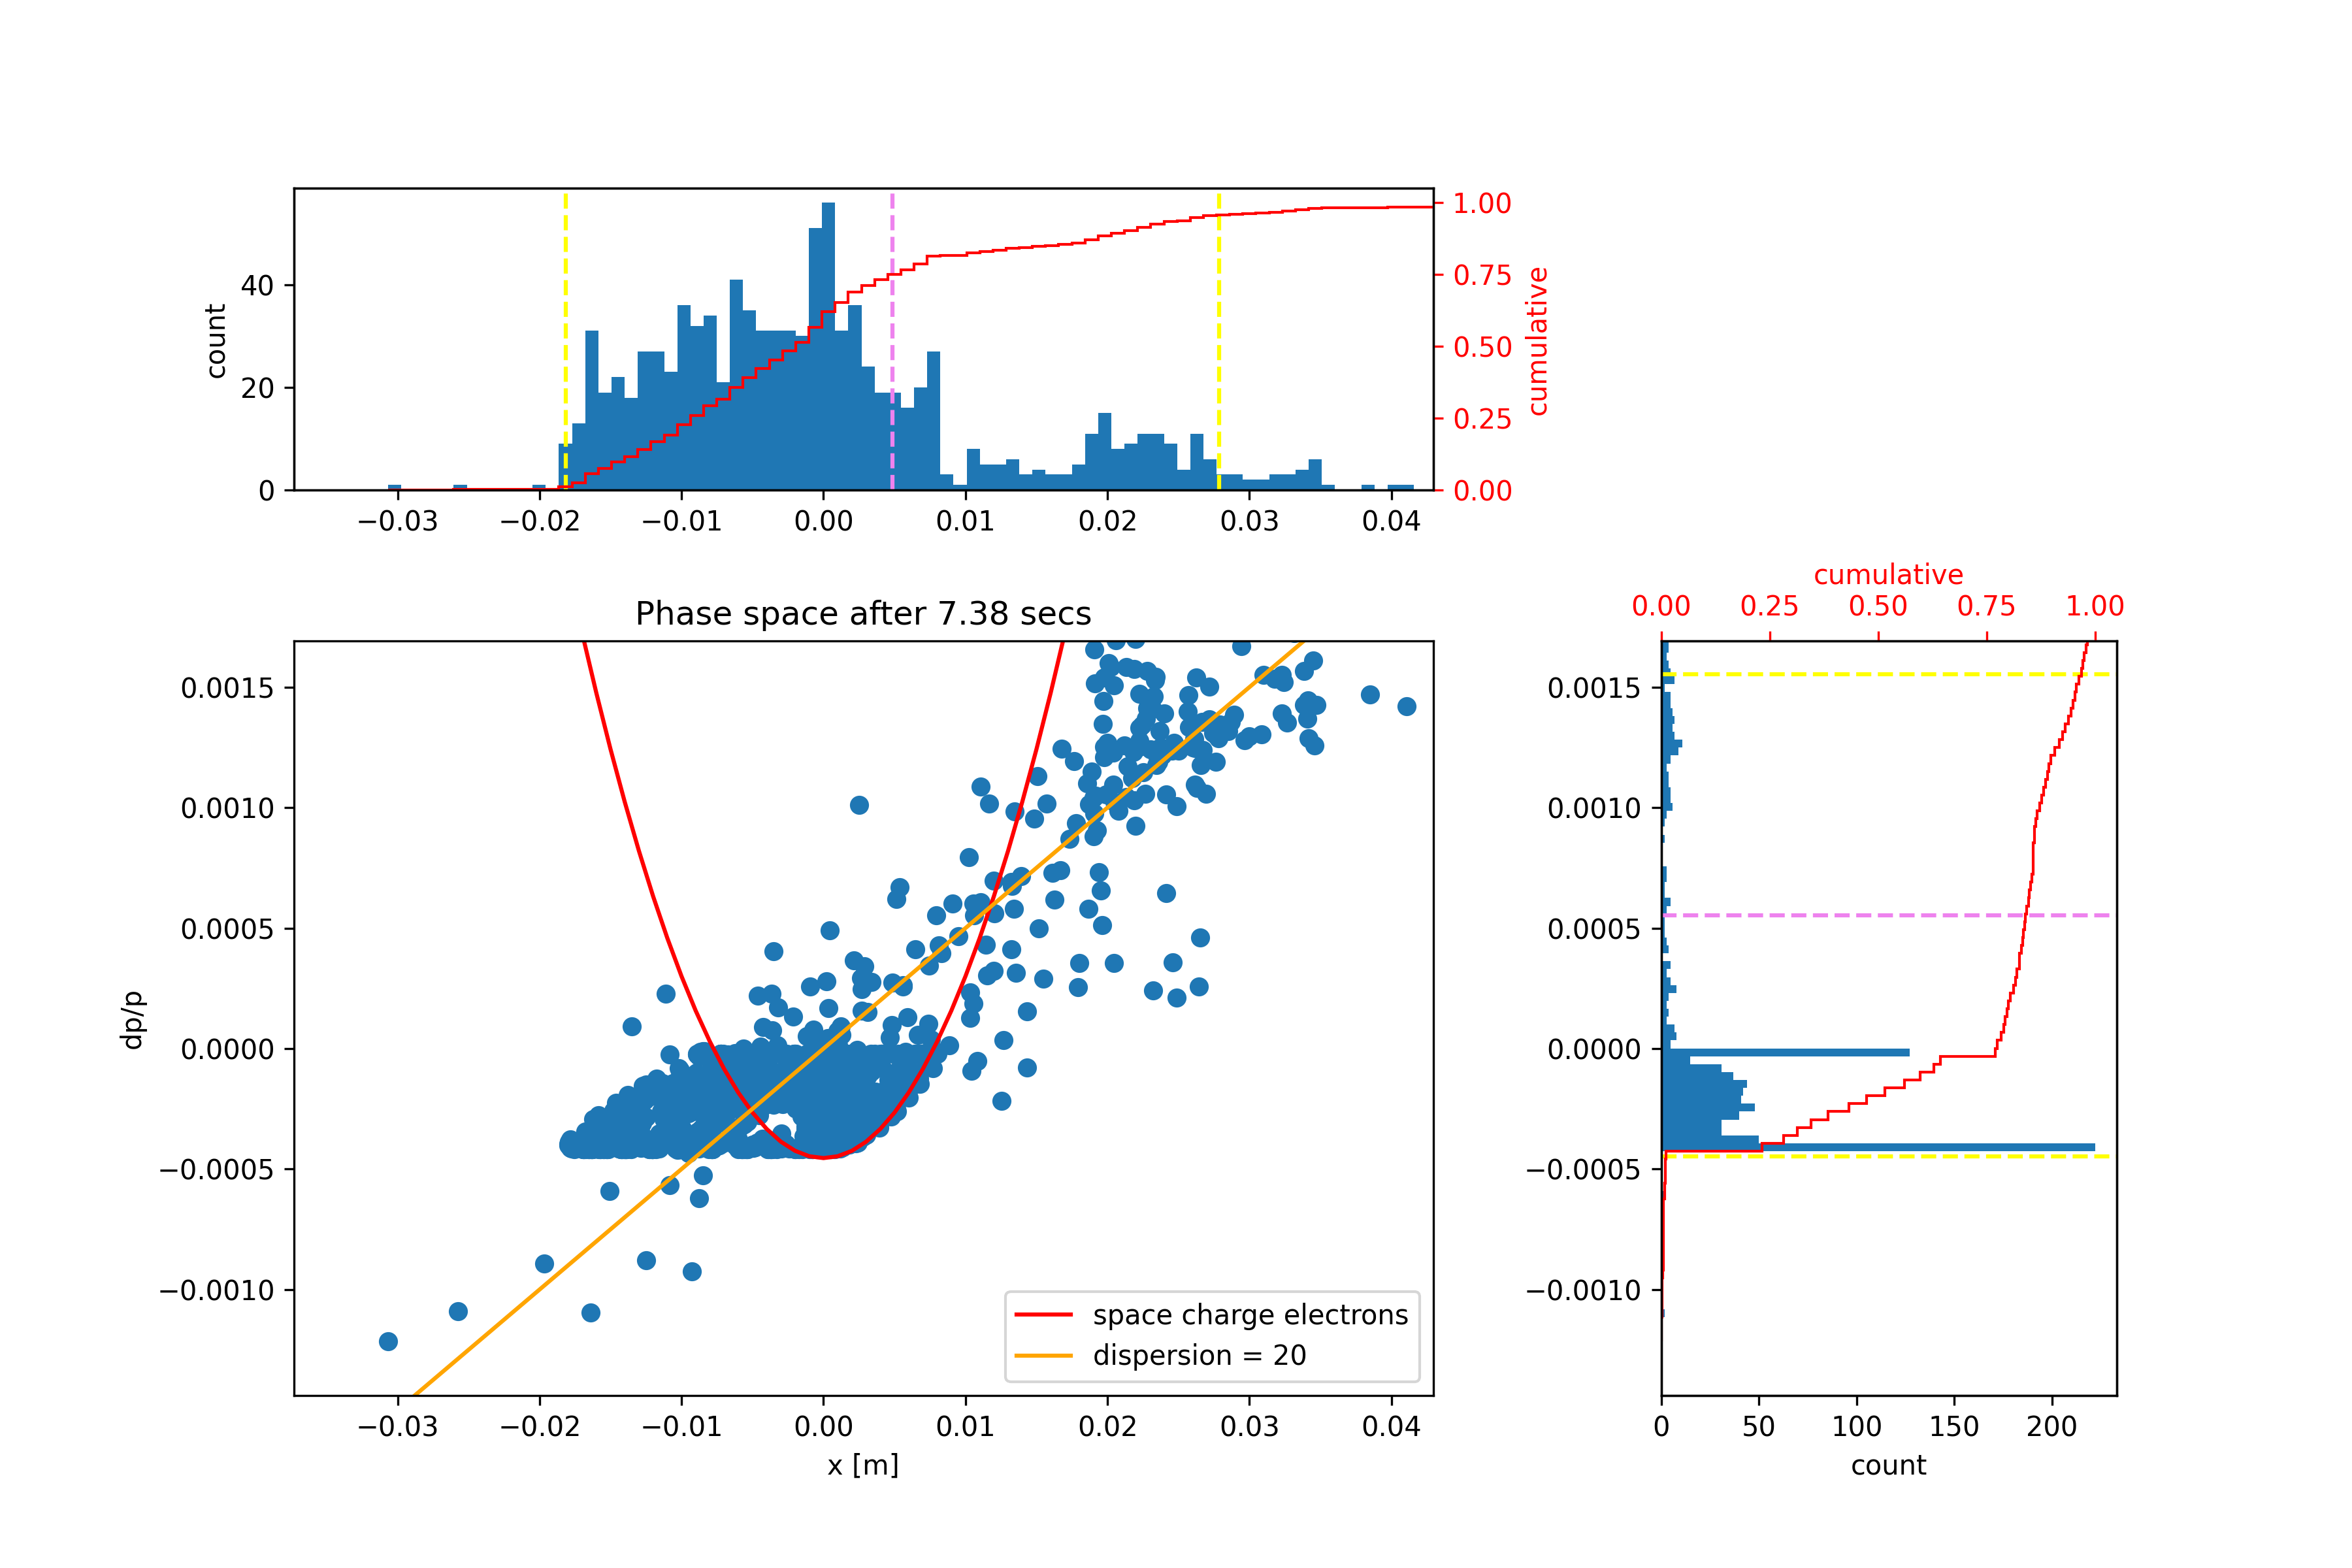 1.00
40
0.75
count
0.50
cumulative
20
0.25
0
0.00
−0.03 −0.02 −0.01 0.00 0.01 0.02 0.03 0.04
cumulative
0.00 0.25 0.50 0.75 1.00
Phase space after 7.38 secs
0.0015
0.0010
0.0005
0.0000
−0.0005
−0.0010
dp/p
space charge electrons
dispersion = 20
−0.03 −0.02 −0.01 0.00 0.01 0.02 0.03 0.04
x [m]
0.0015
0.0010
0.0005
0.0000
−0.0005
−0.0010
0 50 100 150 200
count